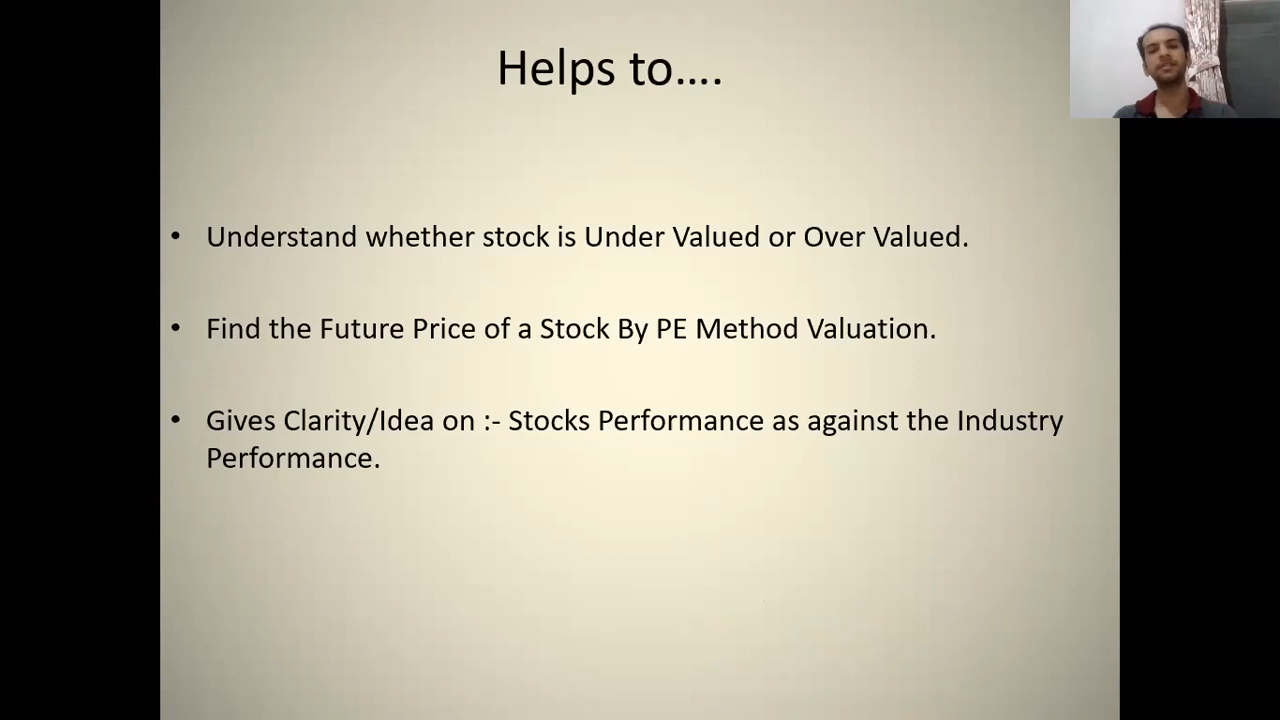 Helps to....
• Understand whether stock is Under Valued or Over Valued.
• Find the Future Price of a Stock By PE Method Valuation.
• Gives Clarity/Idea on :- Stocks Performance as against the Industry
Performance.